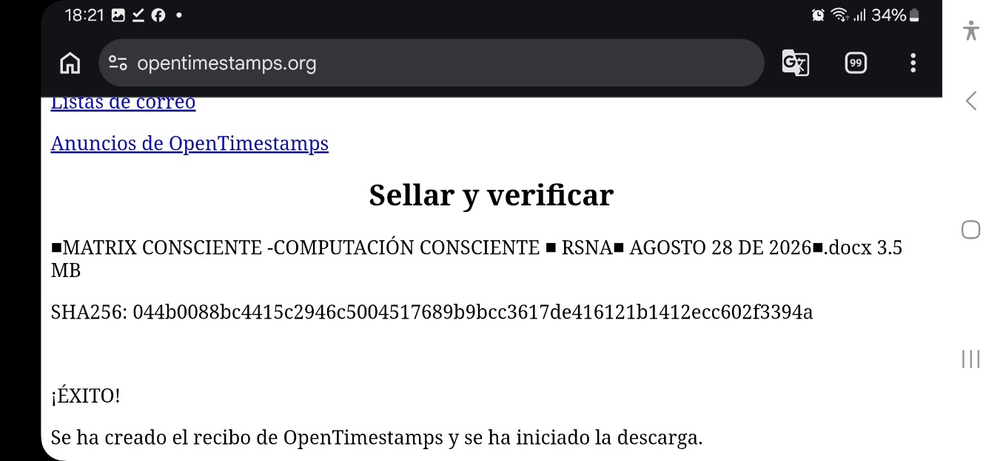 18:21 34%
opentimestamps.org 99
Listas de correo
Anuncios de OpenTimestamps
Sellar y verificar
■MATRIX CONSCIENTE -COMPUTACIÓN CONSCIENTE ■ RSNA■ AGOSTO 28 DE 2026■.docx 3.5
MB
SHA256: 044b0088bc4415c2946c5004517689b9bcc3617de416121b1412ecc602f3394a
¡ÉXITO!
Se ha creado el recibo de OpenTimestamps y se ha iniciado la descarga.